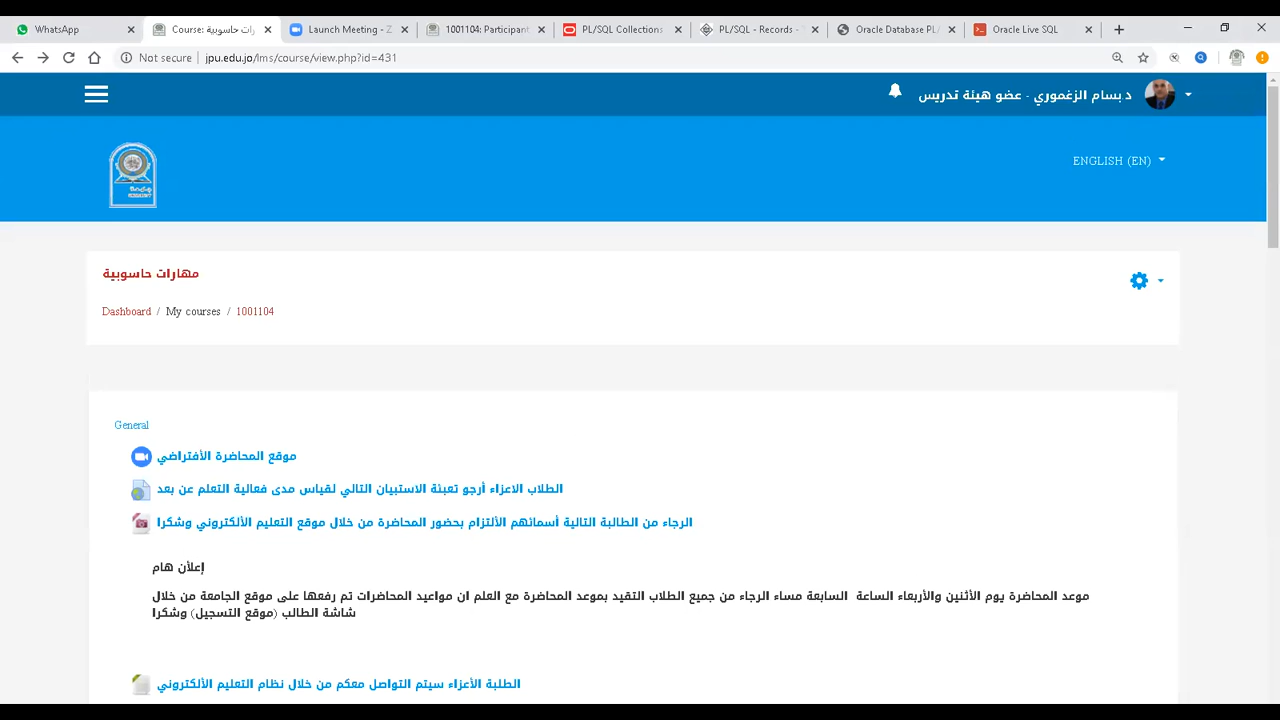 WhatsApp
Course: مهارات حاسوبية
Launch Meeting - Z
1001104: Participant
PL/SQL Collections
PL/SQL - Records -
Oracle Database PL/
Oracle Live SQL
Not secure | jpu.edu.jo/lms/course/view.php?id=431
د بسام الزغموري - عضو هيئة تدريس
ENGLISH (EN)
مهارات حاسوبية
Dashboard / My courses / 1001104
General
موقع المحاضرة الأفتراضي
الطلاب الاعزاء أرجو تعبئة الاستبيان التالي لقياس مدى فعالية التعلم عن بعد
الرجاء من الطالبة التالية أسمائهم الألتزام بحضور المحاضرة من خلال موقع التعليم الألكتروني وشكرا
إعلأن هام
موعد المحاضرة يوم الأثنين والأربعاء الساعة السابعة مساء الرجاء من جميع الطلاب التقيد بموعد المحاضرة مع العلم ان مواعيد المحاضرات تم رفعها على موقع الجامعة من خلال
شاشة الطالب (موقع التسجيل) وشكرا
الطلبة الأعزاء سيتم التواصل معكم من خلال نظام التعليم الألكتروني